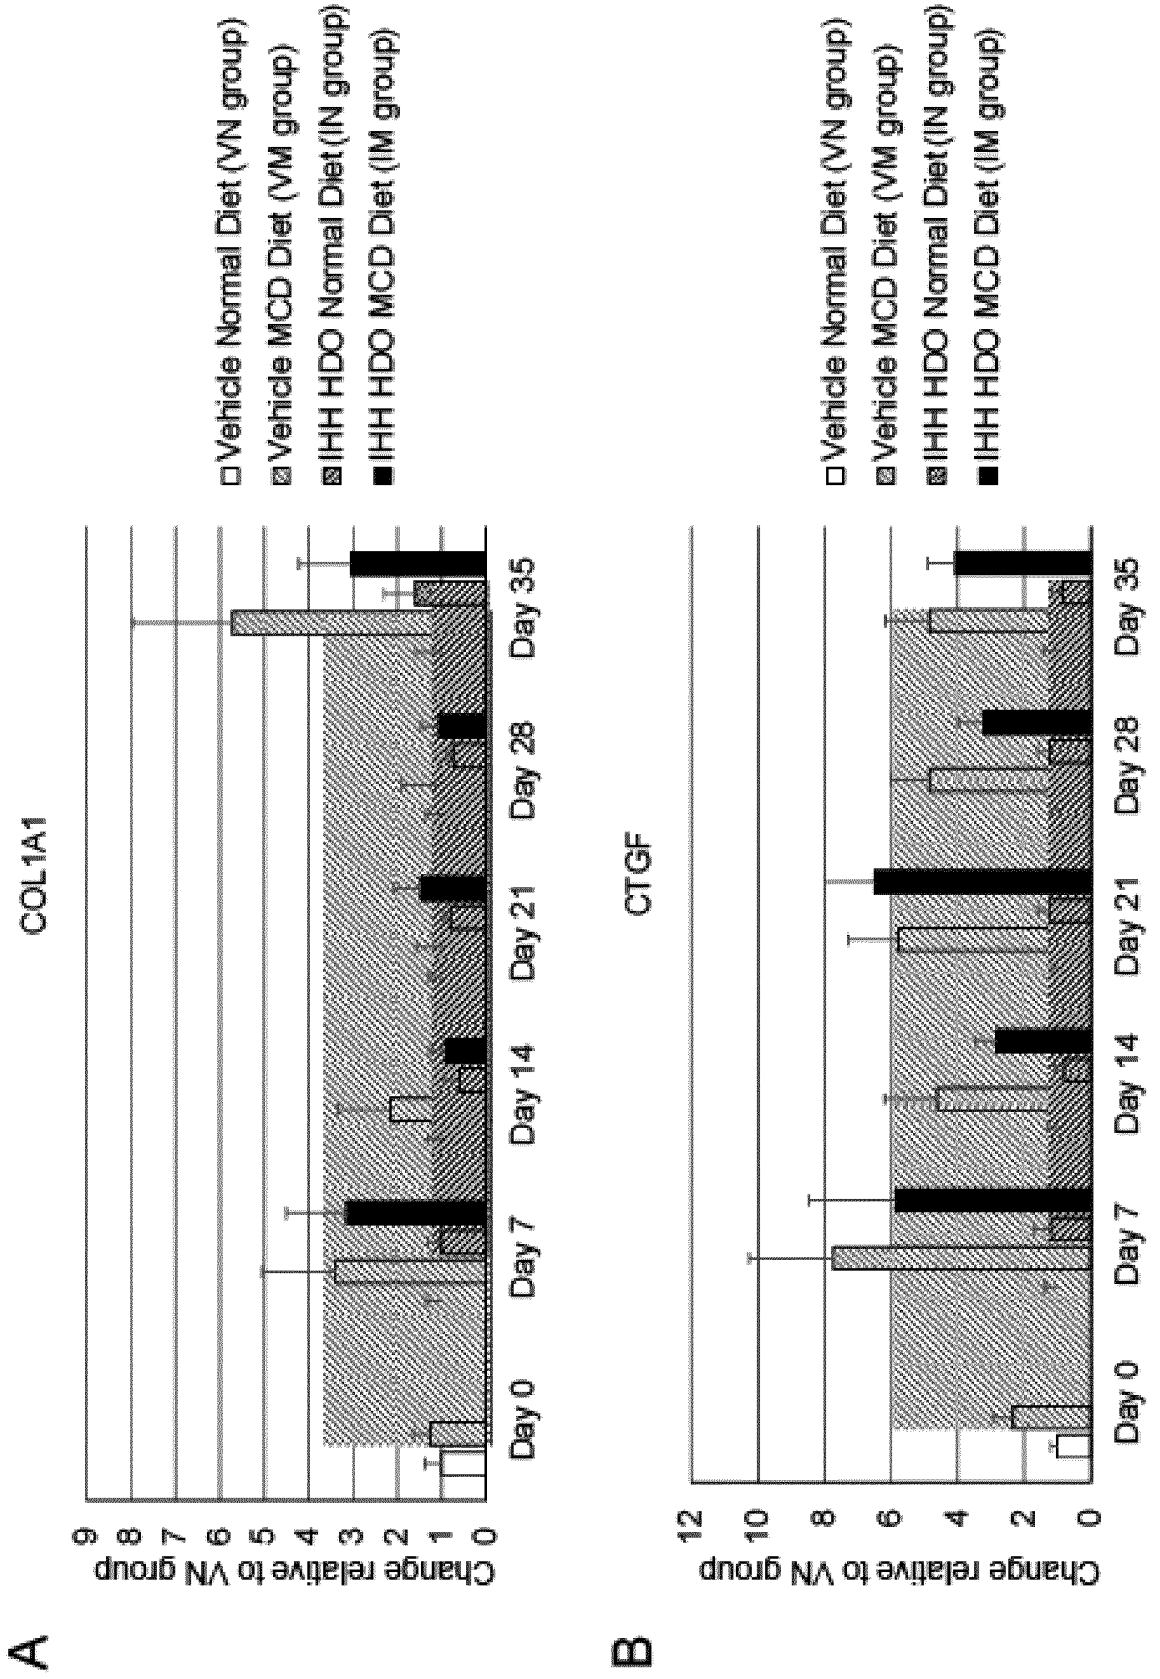 A
COL1A1
Change relative to VN group
9
8
7
6
5
4
3
2
1
0
Day 0
Day 7
Day 14
Day 21
Day 28
Day 35
Vehicle Normal Diet (VN group)
Vehicle MCD Diet (VM group)
IHH HDO Normal Diet (IN group)
IHH HDO MCD Diet (IM group)
B
CTGF
Change relative to VN group
12
10
8
6
4
2
0
Day 0
Day 7
Day 14
Day 21
Day 28
Day 35
Vehicle Normal Diet (VN group)
Vehicle MCD Diet (VM group)
IHH HDO Normal Diet(IN group)
IHH HDO MCD Diet (IM group)